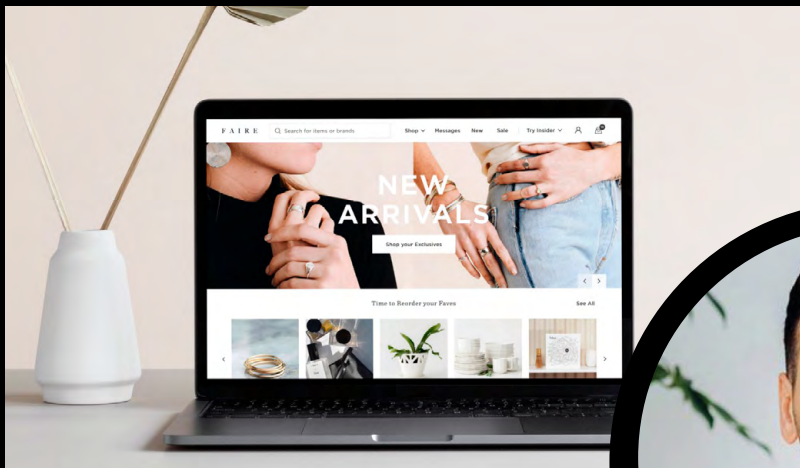 FAIRE
Search for items or brands
Shop
Messages
New
Sale
Try Insider
NEW
ARRIVALS
Shop your Exclusives
Time to Reorder your Faves
See All